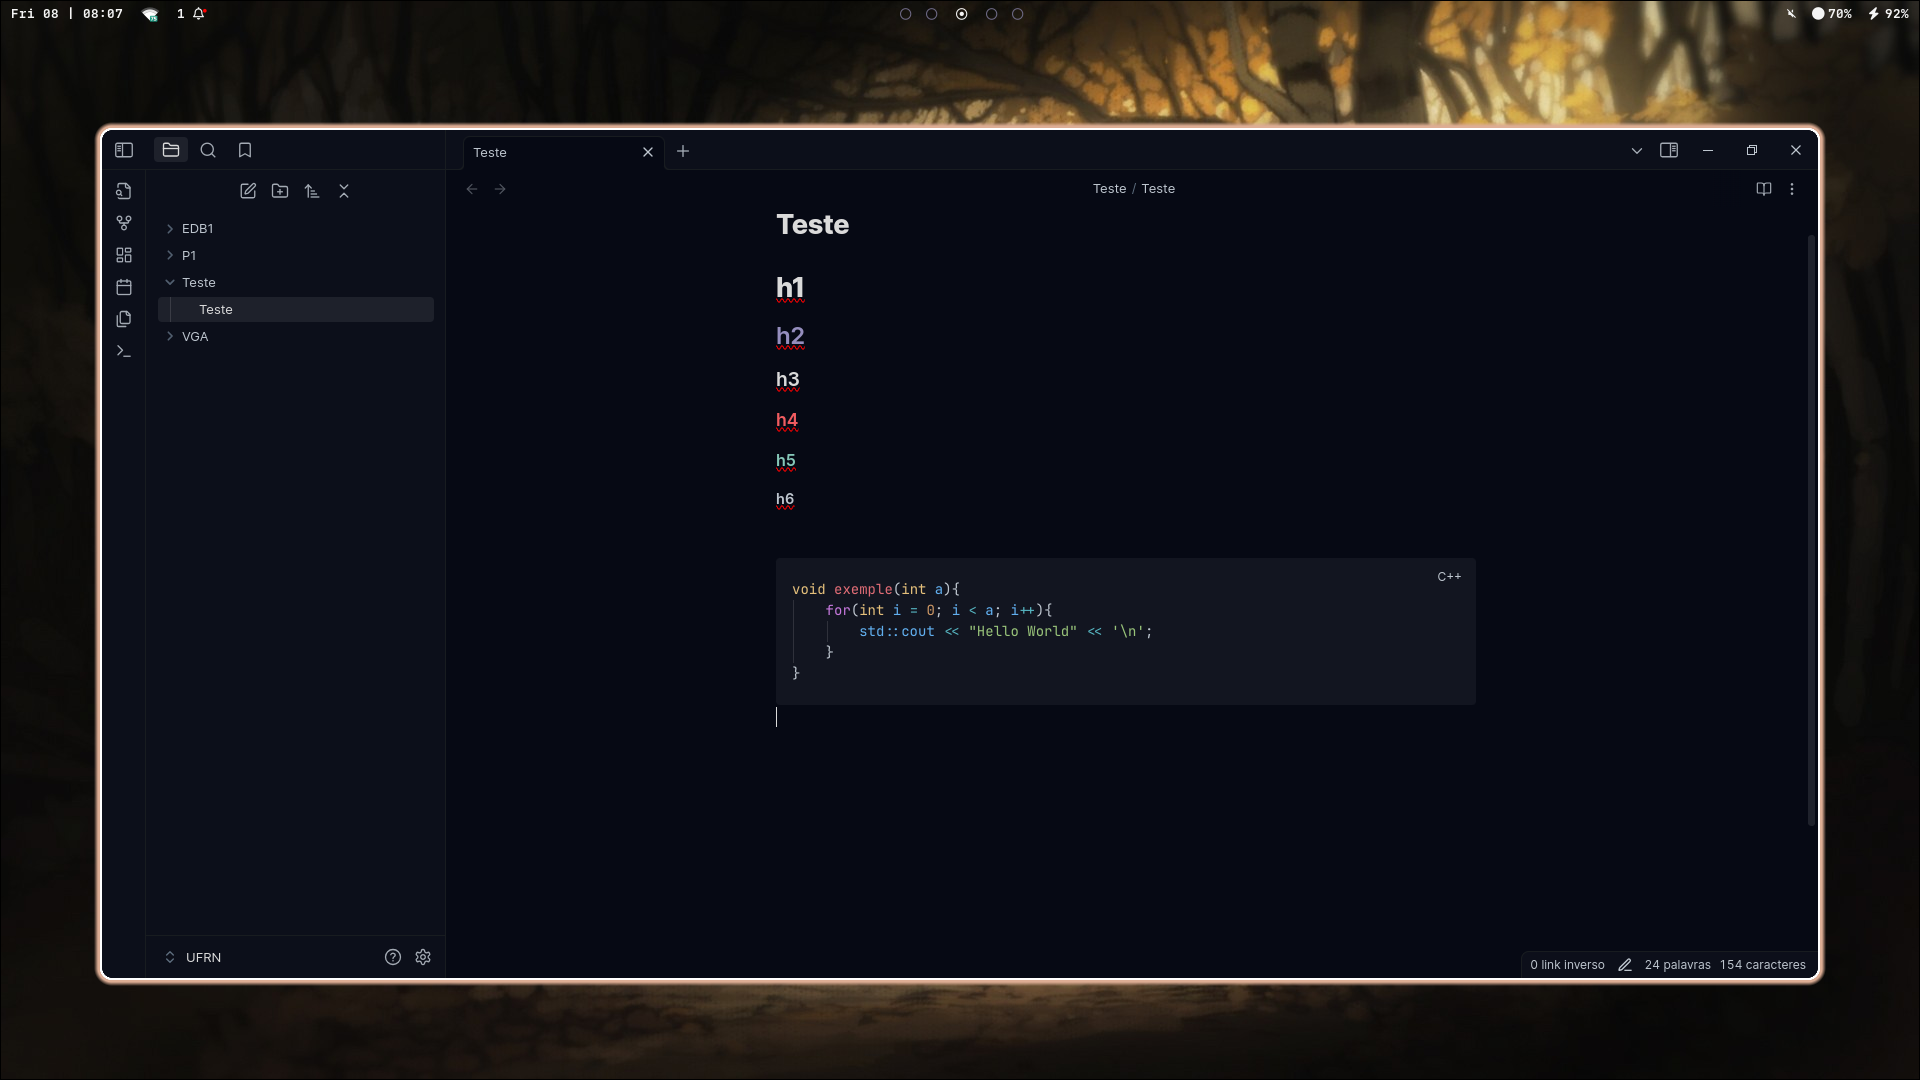 Fri 08 | 08:07
1
70%
92%
Teste
Teste / Teste
EDB1
P1
Teste
Teste
VGA
UFRN
Teste
h1
h2
h3
h4
h5
h6
C++
void exemple(int a){
for(int i = 0; i < a; i++){
std::cout << "Hello World" << '\n';
}
}
0 link inverso
24 palavras
154 caracteres